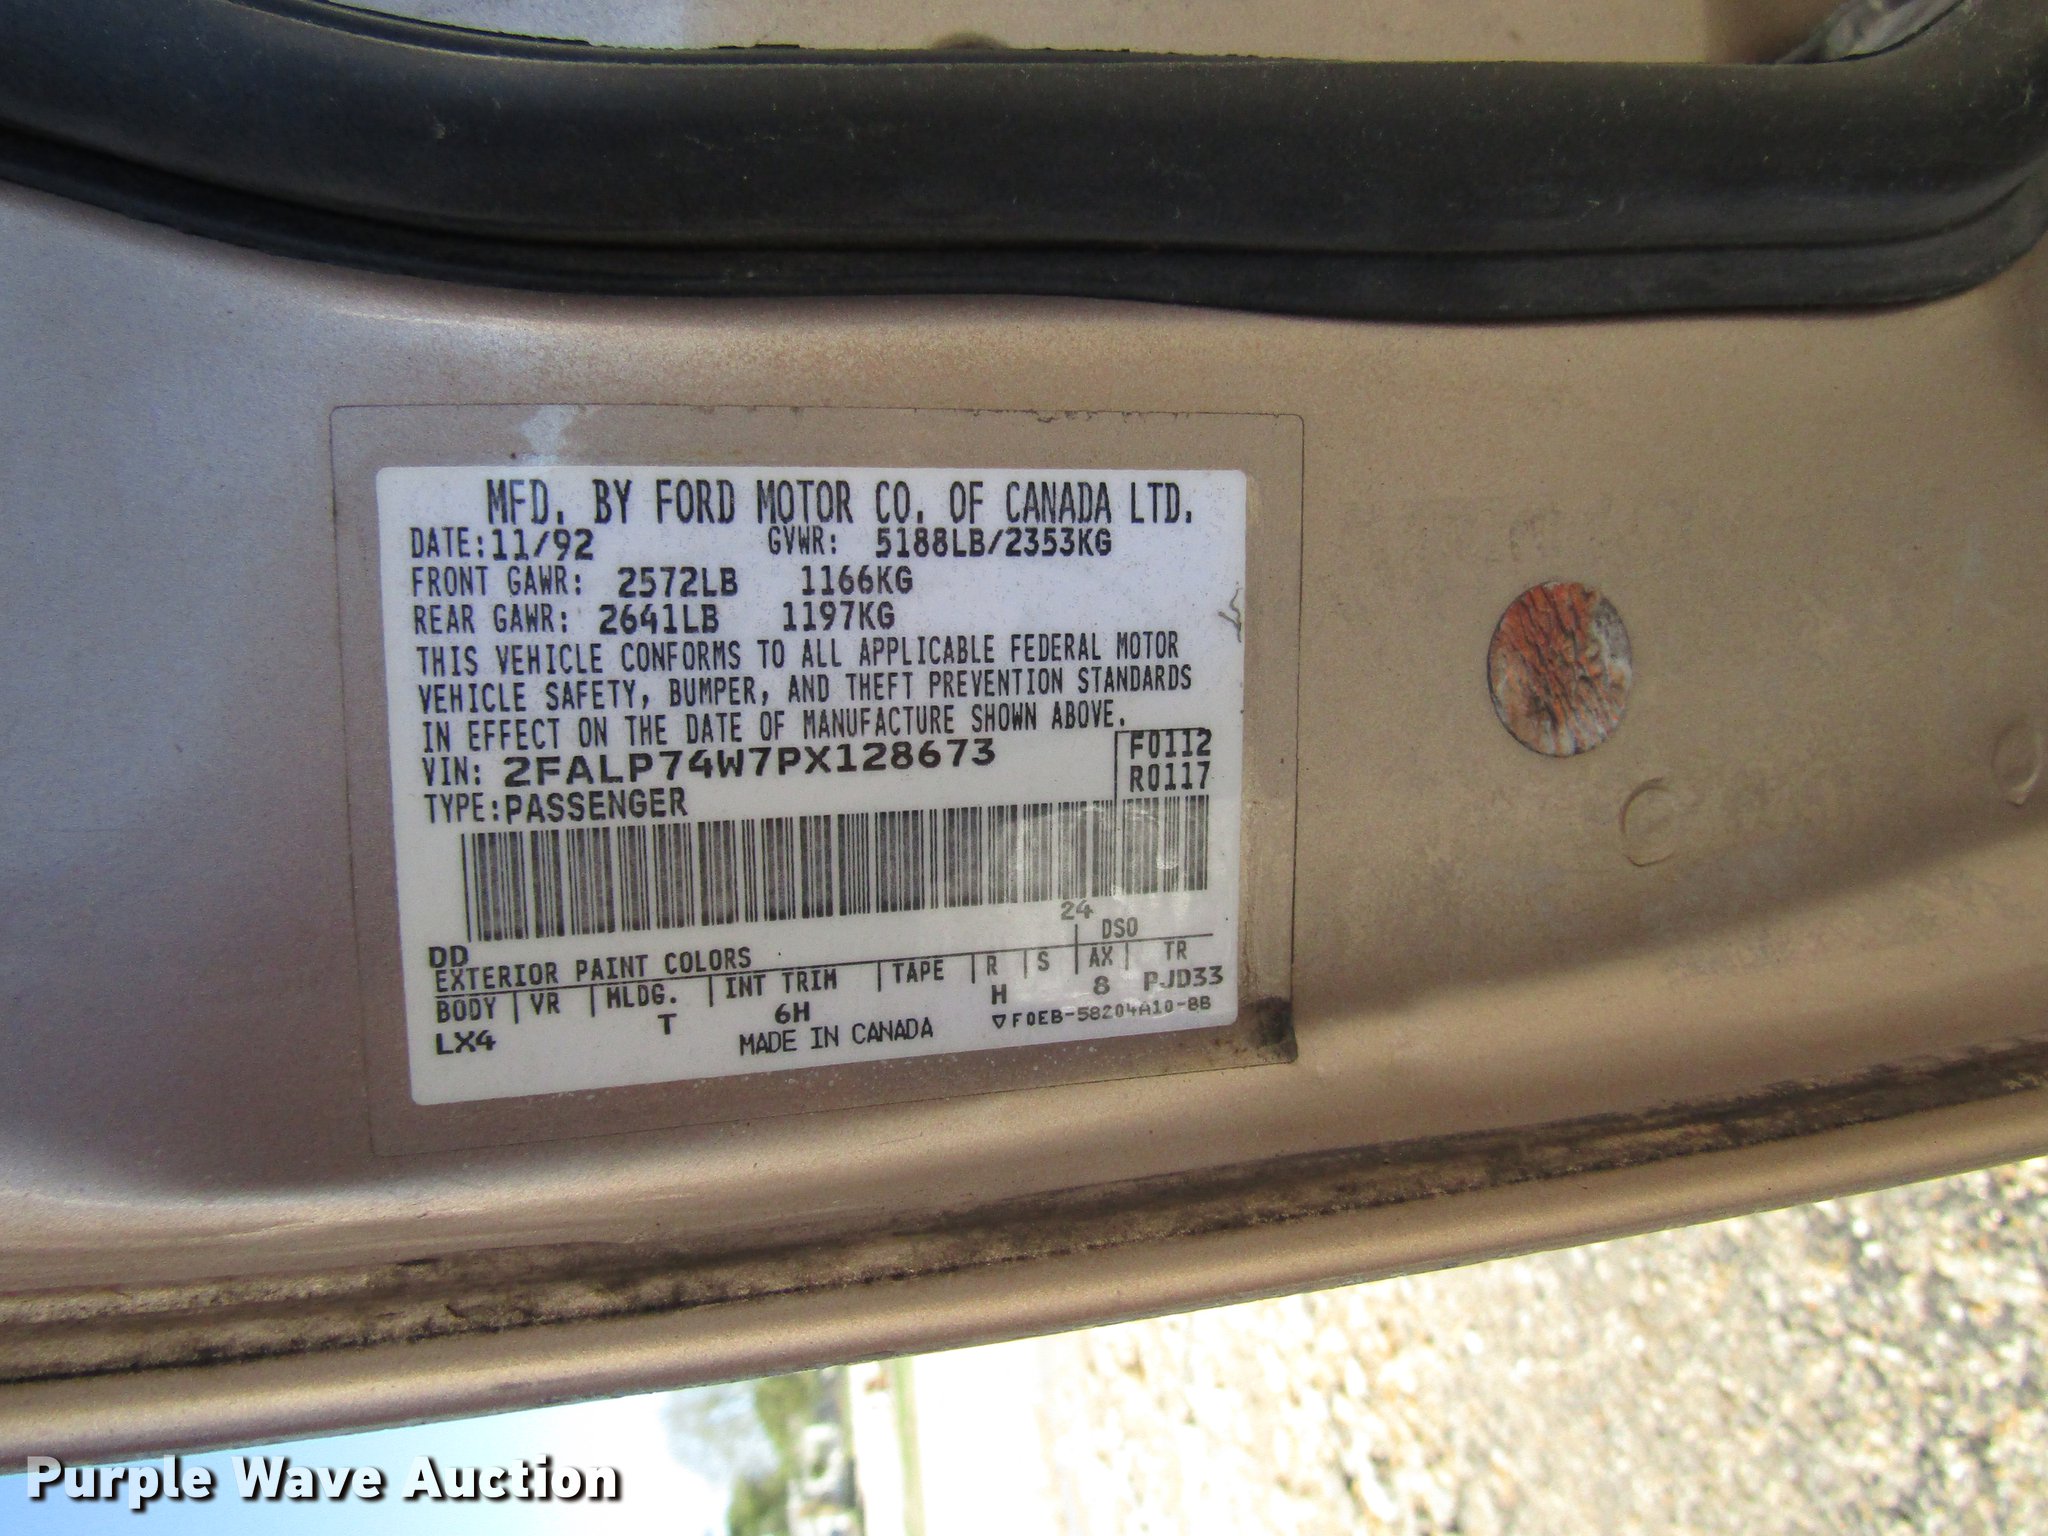 MFD. BY FORD MOTOR CO. OF CANADA LTD.
DATE:11/92 GVWR: 5188LB/2353KG
FRONT GAWR: 2572LB 1166KG
REAR GAWR: 2641LB 1197KG
THIS VEHICLE CONFORMS TO ALL APPLICABLE FEDERAL MOTOR
VEHICLE SAFETY, BUMPER, AND THEFT PREVENTION STANDARDS
IN EFFECT ON THE DATE OF MANUFACTURE SHOWN ABOVE.
VIN: 2FALP74W7PX128673 F0112
TYPE:PASSENGER R0117
24
DD DSO
EXTERIOR PAINT COLORS
BODY VR MLDG. INT TRIM TAPE R S AX TR
LX4 T 6H H 8 PJD33
MADE IN CANADA F0EB-58204A10-BB
Purple Wave Auction